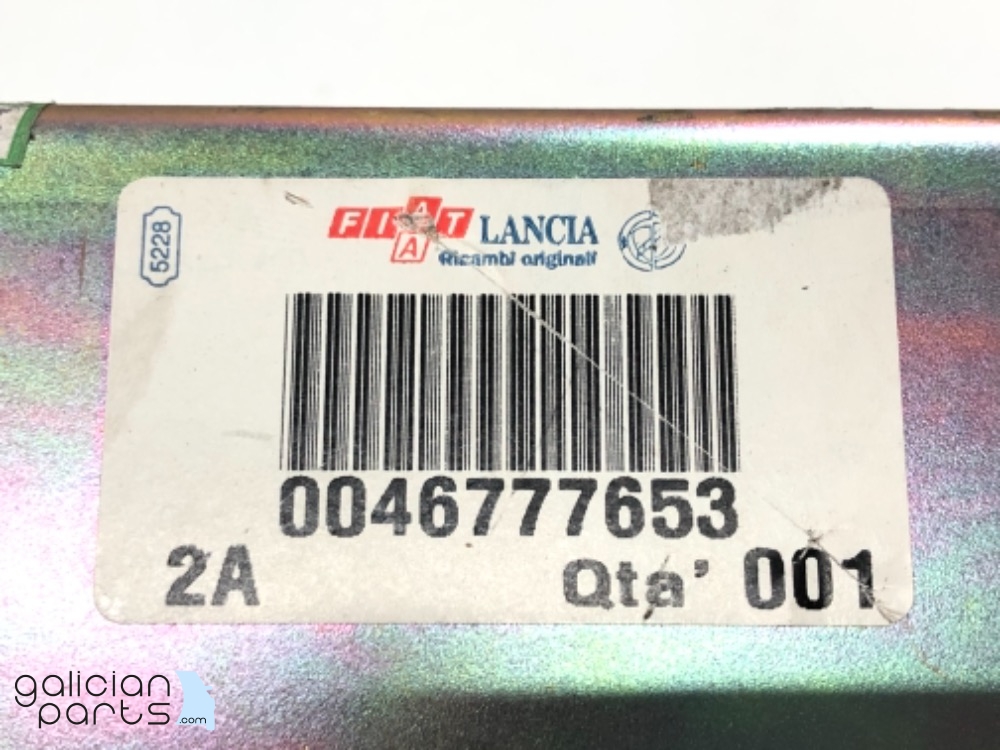 5228
FIAT LANCIA
Ricambi originali
0046777653
2A Qta' 001
galician
parts.com